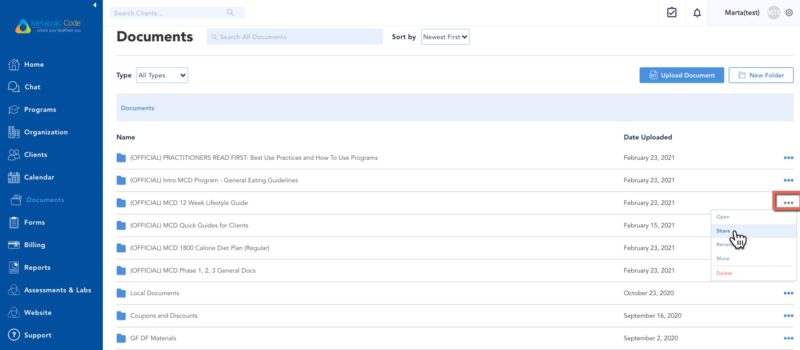 Metabolic Code
unlock your healthiest you
Home
Chat
Programs
Organization
Clients
Calendar
Documents
Forms
Billing
Reports
Assessments & Labs
Website
Support
Search Clients...
Marta(test)
Documents
Search All Documents
Sort by Newest First
Type All Types
Upload Document
New Folder
Documents
Name Date Uploaded
(OFFICIAL) PRACTITIONERS READ FIRST- Best Use Practices and How To Use Programs February 23, 2021
(OFFICIAL) Intro MCD Program - General Eating Guidelines February 23, 2021
(OFFICIAL) MCD 12 Week Lifestyle Guide February 23, 2021
Open
(OFFICIAL) MCD Quick Guides for Clients February 15, 2021
Share
(OFFICIAL) MCD 1800 Calorie Diet Plan (Regular) February 23, 2021
Move
(OFFICIAL) MCD Phase 1, 2, 3 General Docs February 23, 2021
Delete
Local Documents October 23, 2020
Coupons and Discounts September 16, 2020
GF DF Materials September 2, 2020